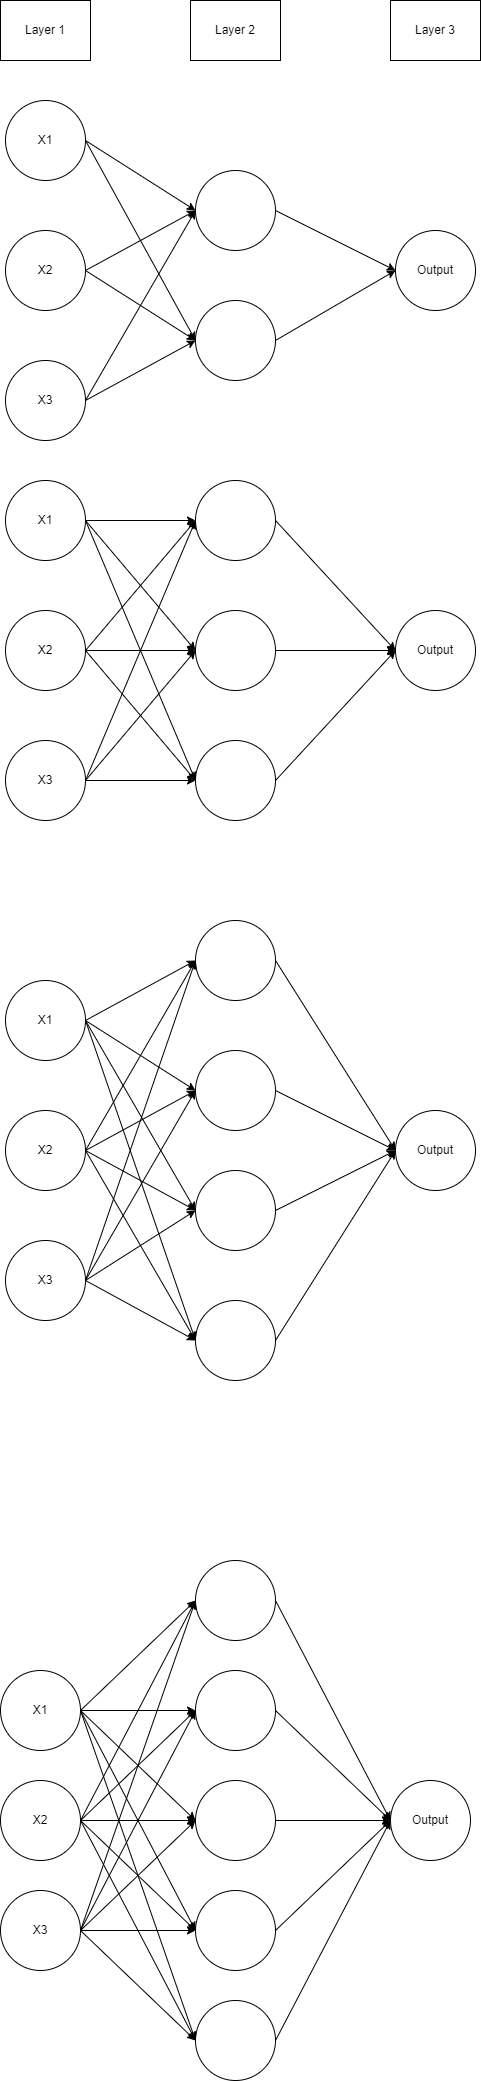 Layer 1
Layer 2
Layer 3
X1
X2
Output
X3
X1
X2
Output
X3
X1
X2
Output
X3
X1
X2
Output
X3